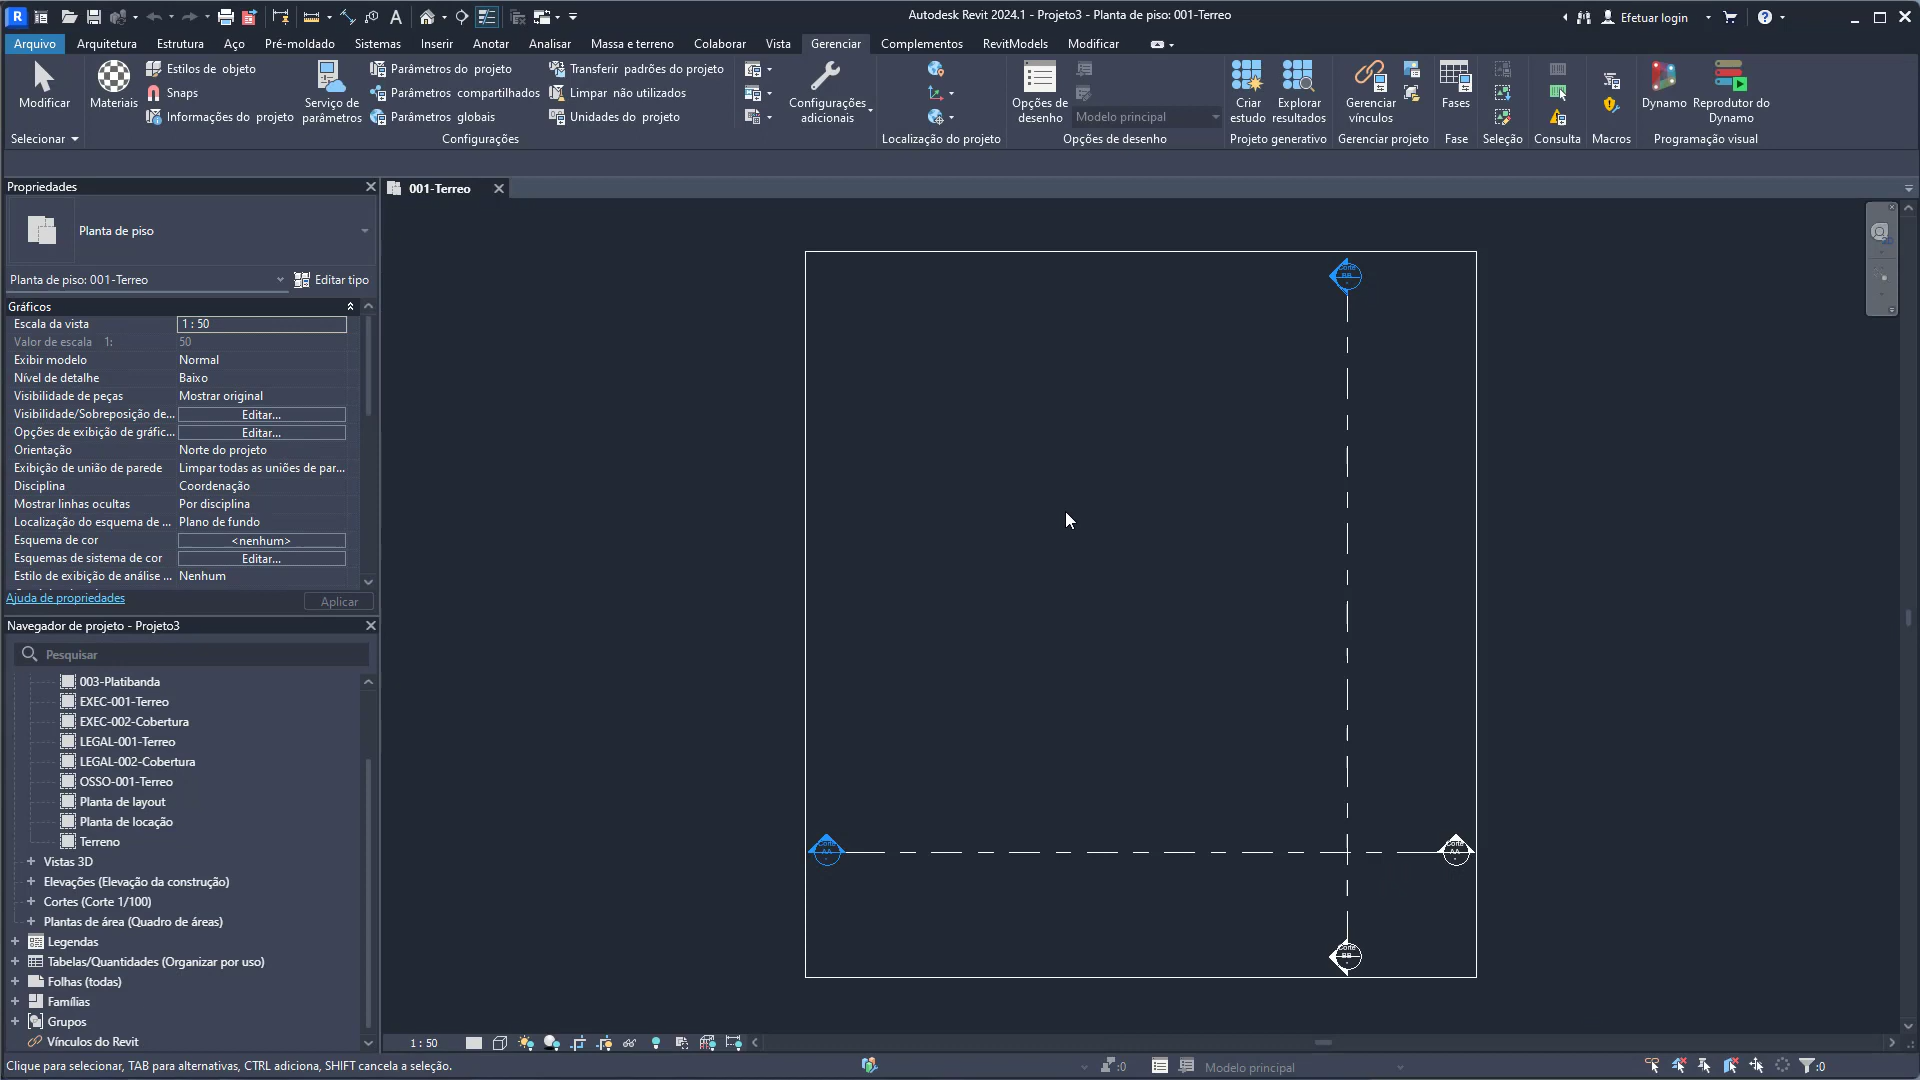 Autodesk Revit 2024.1 - Projeto3 - Planta de piso: 001-Terreo
Efetuar login
Arquivo
Arquitetura
Estrutura
Aço
Pré-moldado
Sistemas
Inserir
Anotar
Analisar
Massa e terreno
Colaborar
Vista
Gerenciar
Complementos
RevitModels
Modificar
Modificar
Selecionar
Materiais
Estilos de objeto
Snaps
Informações do projeto
Serviço de
parâmetros
Parâmetros do projeto
Parâmetros compartilhados
Parâmetros globais
Transferir padrões do projeto
Limpar não utilizados
Unidades do projeto
Configurações
Configurações
adicionais
Localização do projeto
Opções de
desenho
Modelo principal
Opções de desenho
Criar
estudo
Explorar
resultados
Projeto generativo
Gerenciar
vínculos
Gerenciar projeto
Fases
Fase
Seleção
Consulta
Macros
Dynamo
Reprodutor do
Dynamo
Programação visual
Propriedades
Planta de piso
Planta de piso: 001-Terreo
Editar tipo
Gráficos
Escala da vista 1 : 50
Valor de escala 1: 50
Exibir modelo Normal
Nível de detalhe Baixo
Visibilidade de peças Mostrar original
Visibilidade/Sobreposição de... Editar...
Opções de exibição de gráfic... Editar...
Orientação Norte do projeto
Exibição de união de parede Limpar todas as uniões de par...
Disciplina Coordenação
Mostrar linhas ocultas Por disciplina
Localização do esquema de ... Plano de fundo
Esquema de cor <nenhum>
Esquemas de sistema de cor Editar...
Estilo de exibição de análise ... Nenhum
Ajuda de propriedades
Aplicar
Navegador de projeto - Projeto3
Pesquisar
003-Platibanda
EXEC-001-Terreo
EXEC-002-Cobertura
LEGAL-001-Terreo
LEGAL-002-Cobertura
OSSO-001-Terreo
Planta de layout
Planta de locação
Terreno
Vistas 3D
Elevações (Elevação da construção)
Cortes (Corte 1/100)
Plantas de área (Quadro de áreas)
Legendas
Tabelas/Quantidades (Organizar por uso)
Folhas (todas)
Famílias
Grupos
Vínculos do Revit
001-Terreo
Corte
BB
Corte
AA
Corte
AA
Corte
BB
1 : 50
Clique para selecionar, TAB para alternativas, CTRL adiciona, SHIFT cancela a seleção.
:0
Modelo principal
:0